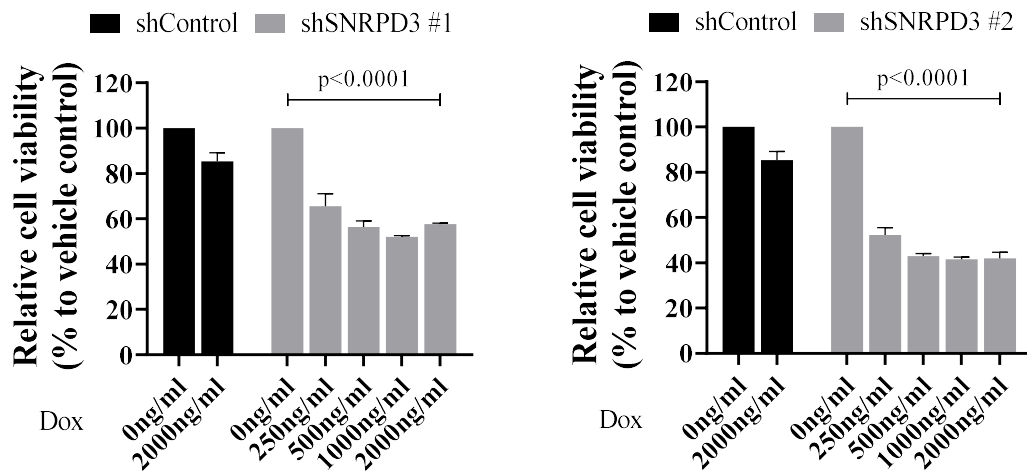 shControl shSNRPD3 #1
Relative cell viability
(% to vehicle control)
p<0.0001
120
100
80
60
40
20
0
Dox
0ng/ml
2000ng/ml
0ng/ml
250ng/ml
500ng/ml
1000ng/ml
2000ng/ml
shControl shSNRPD3 #2
Relative cell viability
(% to vehicle control)
p<0.0001
120
100
80
60
40
20
0
Dox
0ng/ml
2000ng/ml
0ng/ml
250ng/ml
500ng/ml
1000ng/ml
2000ng/ml